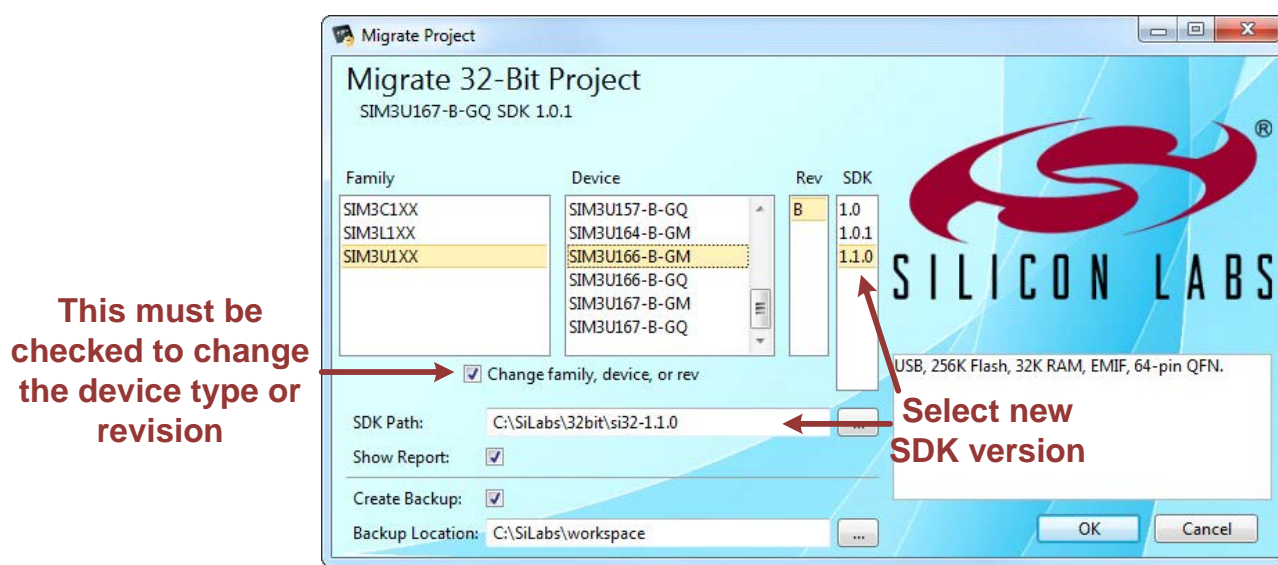 Migrate Project
Migrate 32-Bit Project
SIM3U167-B-GQ SDK 1.0.1
®
Family
Device
Rev
SDK
SIM3C1XX
SIM3L1XX
SIM3U1XX
SIM3U157-B-GQ
SIM3U164-B-GM
SIM3U166-B-GM
SIM3U166-B-GQ
SIM3U167-B-GM
SIM3U167-B-GQ
B
1.0
1.0.1
1.1.0
SILICON LABS
This must be
checked to change
the device type or
revision
Change family, device, or rev
USB, 256K Flash, 32K RAM, EMIF, 64-pin QFN.
SDK Path:
C:\SiLabs\32bit\si32-1.1.0
...
Select new
SDK version
Show Report:
Create Backup:
Backup Location:
C:\SiLabs\workspace
...
OK
Cancel